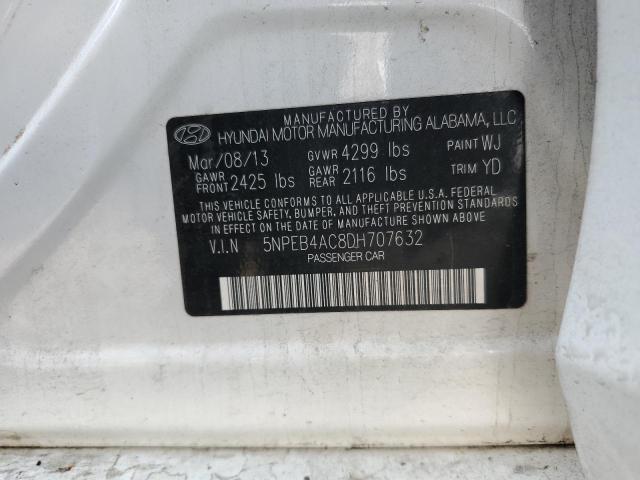 MANUFACTURED BY
HYUNDAI MOTOR MANUFACTURING ALABAMA, LLC
Mar/08/13 GVWR 4299 lbs PAINT WJ
GAWR FRONT 2425 lbs GAWR REAR 2116 lbs TRIM YD
THIS VEHICLE CONFORMS TO ALL APPLICABLE U.S.A. FEDERAL
MOTOR VEHICLE SAFETY, BUMPER, AND THEFT PREVENTION STANDARDS
IN EFFECT ON THE DATE OF MANUFACTURE SHOWN ABOVE.
V.I.N 5NPEB4AC8DH707632
PASSENGER CAR